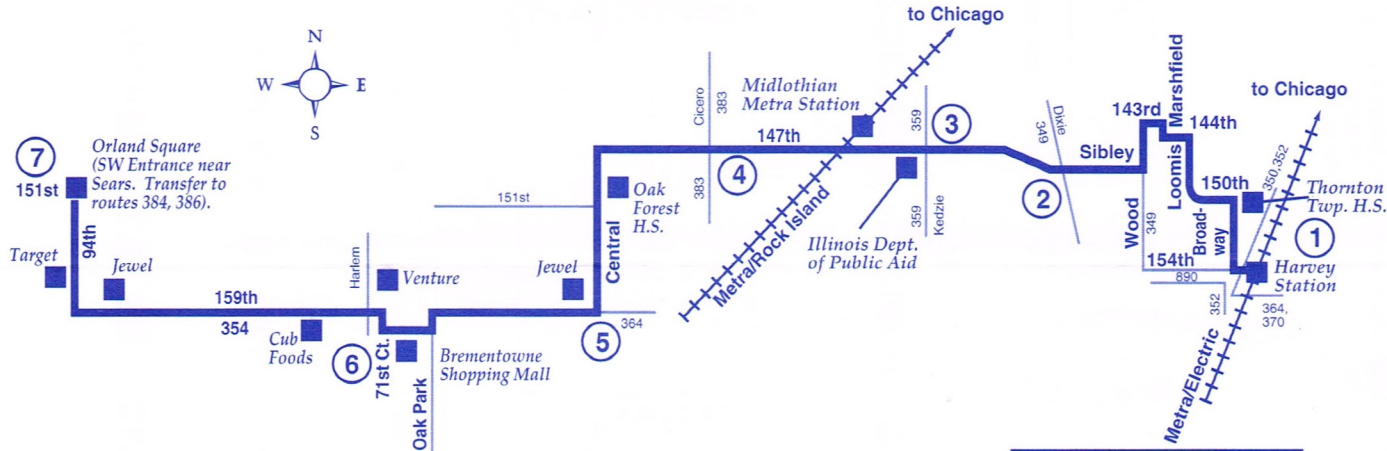 N
W
E
S
7
151st
Orland Square
(SW Entrance near
Sears. Transfer to
routes 384, 386).
94th
Target
Jewel
159th
354
Cub
Foods
Harlem
6
71st Ct.
Venture
Brementowne
Shopping Mall
Oak Park
151st
Jewel
5
364
Central
Oak
Forest
H.S.
Cicero
383
383
4
147th
Midlothian
Metra Station
to Chicago
Metra/Rock Island
Illinois Dept.
of Public Aid
359
359
Kedzie
3
2
Dixie
349
Sibley
143rd
Marshfield
144th
Loomis
Wood
349
150th
Broad-
way
154th
890
352
350,352
to Chicago
Thornton
Twp. H.S.
1
Harvey
Station
364,
370
Metra/Electric